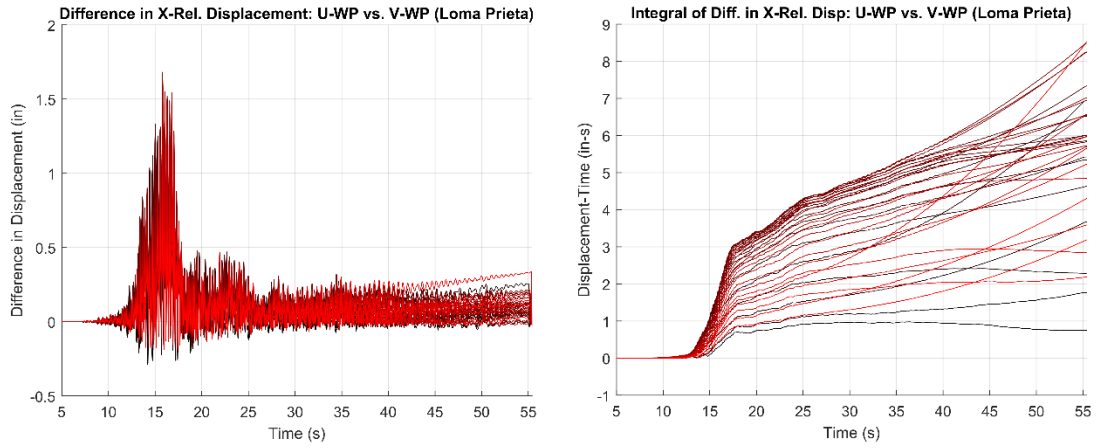 Difference in X-Rel. Displacement: U-WP vs. V-WP (Loma Prieta)
2
1.5
1
0.5
0
-0.5
Difference in Displacement (in)
5 10 15 20 25 30 35 40 45 50 55
Time (s)
Integral of Diff. in X-Rel. Disp: U-WP vs. V-WP (Loma Prieta)
9
8
7
6
5
4
3
2
1
0
-1
Displacement-Time (in-s)
5 10 15 20 25 30 35 40 45 50 55
Time (s)